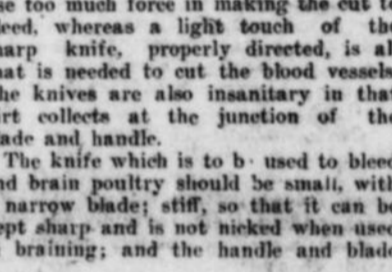 se too much force in making the cut to
leed, whereas a light touch of the
harp knife, properly directed, is al
hat is needed to cut the blood vessels
he knives are also insanitary in that
irt collects at the junction of the
lade and handle.
The knife which is to b used to bleed
nd brain poultry should be small, with
narrow blade; stiff, so that it can be
ept sharp and is not nicked when used
braining; and the handle and blade